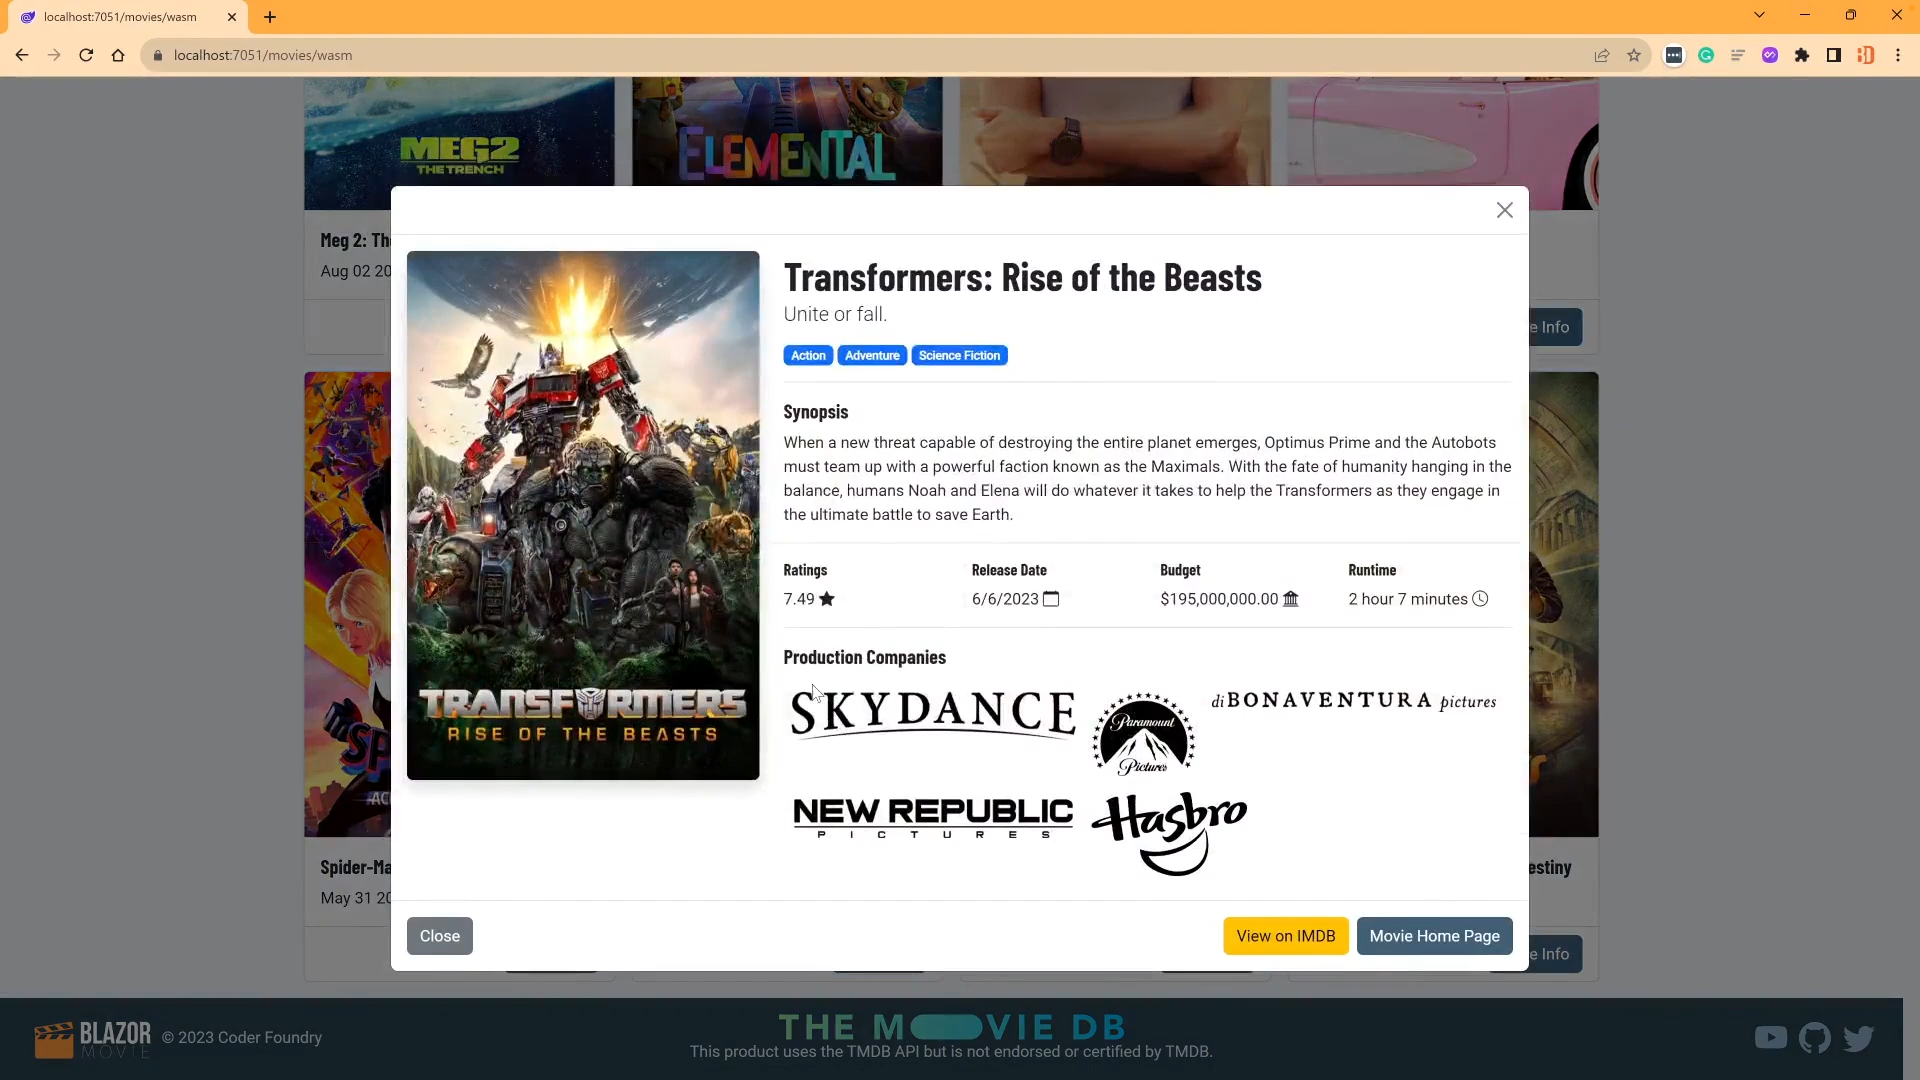 localhost:7051/movies/wasm
localhost:7051/movies/wasm
MEG2
THE TRENCH
ELEMENTAL
Meg 2: Th
Aug 02 20
e Info
Transformers: Rise of the Beasts
Unite or fall.
Action Adventure Science Fiction
Synopsis
When a new threat capable of destroying the entire planet emerges, Optimus Prime and the Autobots
must team up with a powerful faction known as the Maximals. With the fate of humanity hanging in the
balance, humans Noah and Elena will do whatever it takes to help the Transformers as they engage in
the ultimate battle to save Earth.
Ratings Release Date Budget Runtime
7.49 6/6/2023 $195,000,000.00 2 hour 7 minutes
Production Companies
SKYDANCE
Paramount
Pictures
diBONAVENTURA pictures
NEW REPUBLIC
PICTURES
Hasbro
TRANSFORMERS
RISE OF THE BEASTS
SP
AC
Spider-Ma
May 31 20
estiny
e Info
Close View on IMDB Movie Home Page
BLAZOR
MOVIE
© 2023 Coder Foundry
THE MOVIE DB
This product uses the TMDB API but is not endorsed or certified by TMDB.